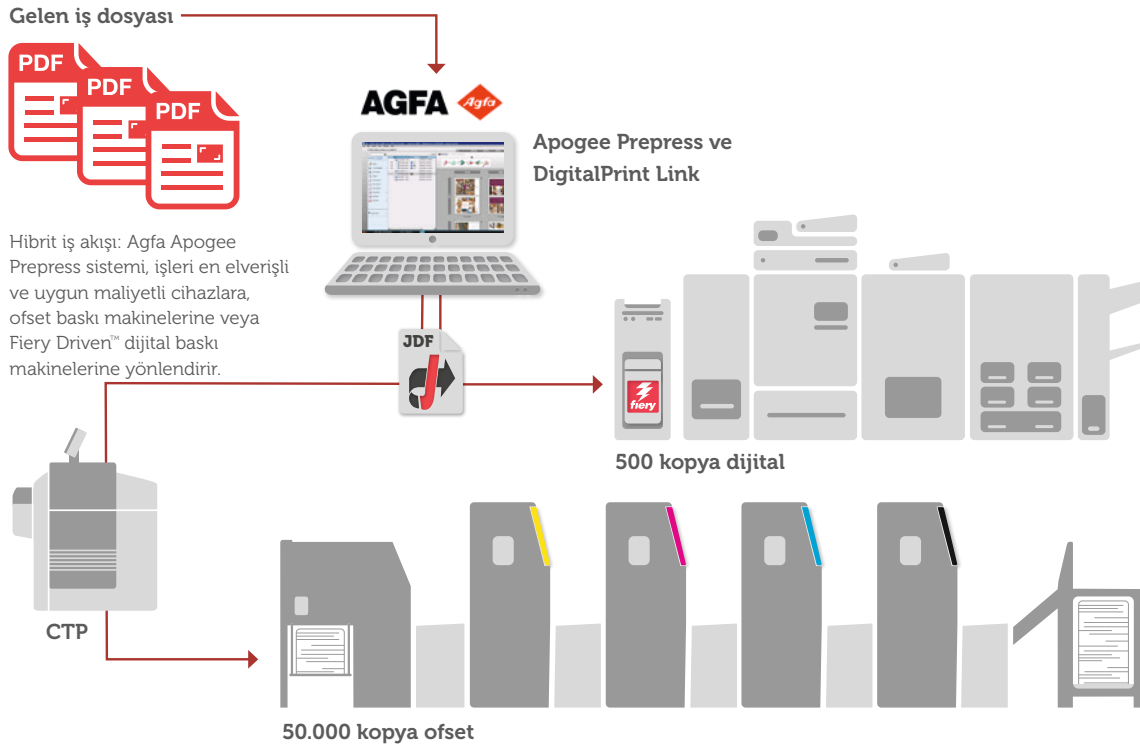 Gelen iş dosyası
PDF
PDF
PDF
AGFA
Agfa
Apogee Prepress ve
DigitalPrint Link
Hibrit iş akışı: Agfa Apogee
Prepress sistemi, işleri en elverişli
ve uygun maliyetli cihazlara,
ofset baskı makinelerine veya
Fiery Driven™ dijital baskı
makinelerine yönlendirir.
JDF
fiery
500 kopya dijital
CTP
50.000 kopya ofset